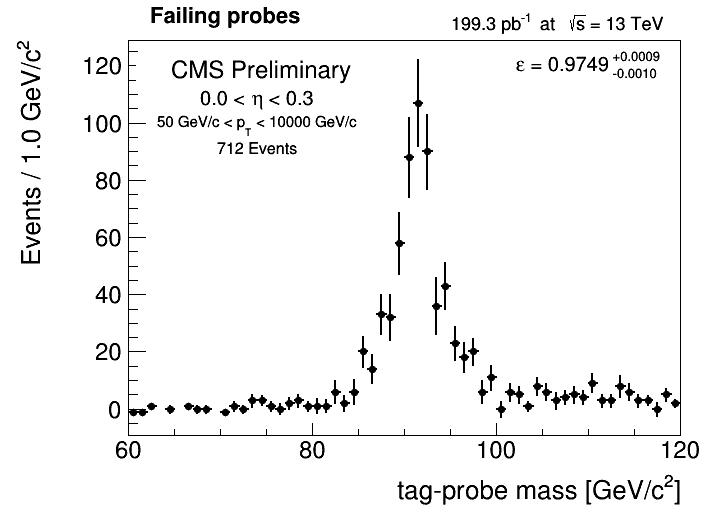 Failing probes
199.3 pb⁻¹ at √s = 13 TeV
CMS Preliminary
0.0 < η < 0.3
50 GeV/c < p_T < 10000 GeV/c
712 Events
ε = 0.9749 +0.0009 -0.0010
Events / 1.0 GeV/c²
120
100
80
60
40
20
0
60 80 100 120
tag-probe mass [GeV/c²]